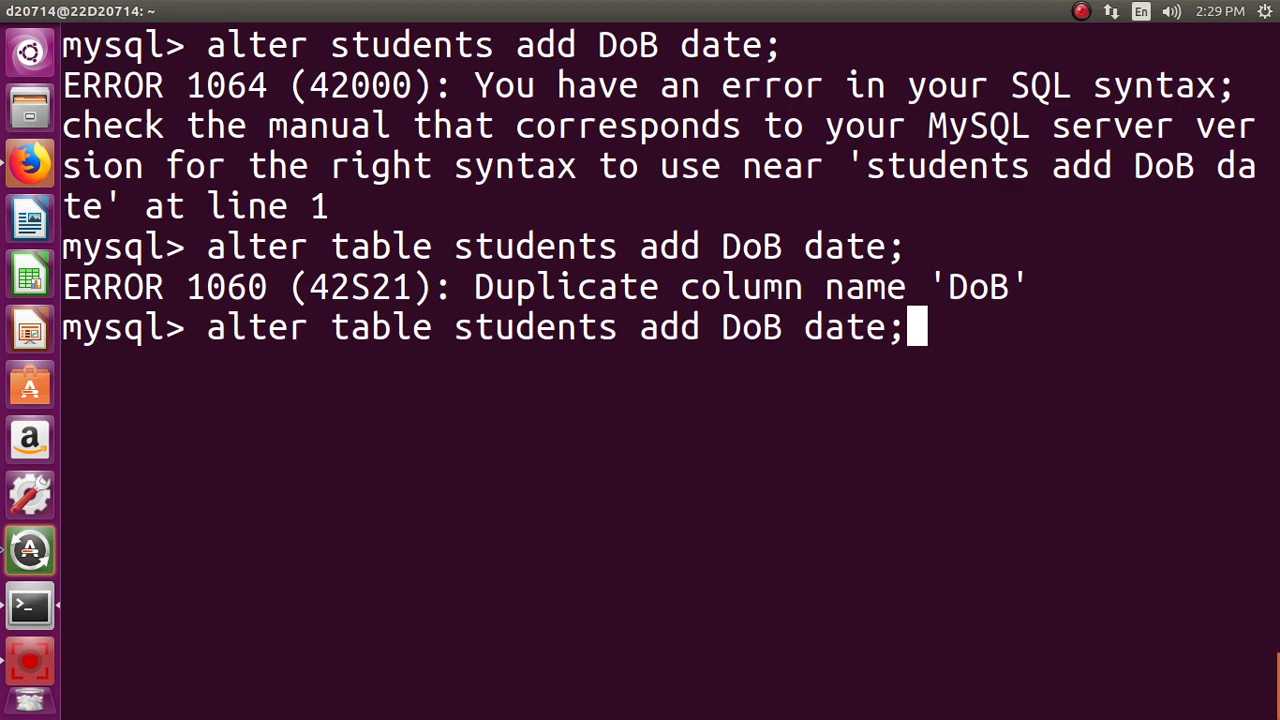 d20714@22D20714: ~
En
2:29 PM
mysql> alter students add DoB date;
ERROR 1064 (42000): You have an error in your SQL syntax;
check the manual that corresponds to your MySQL server ver
sion for the right syntax to use near 'students add DoB da
te' at line 1
mysql> alter table students add DoB date;
ERROR 1060 (42S21): Duplicate column name 'DoB'
mysql> alter table students add DoB date;